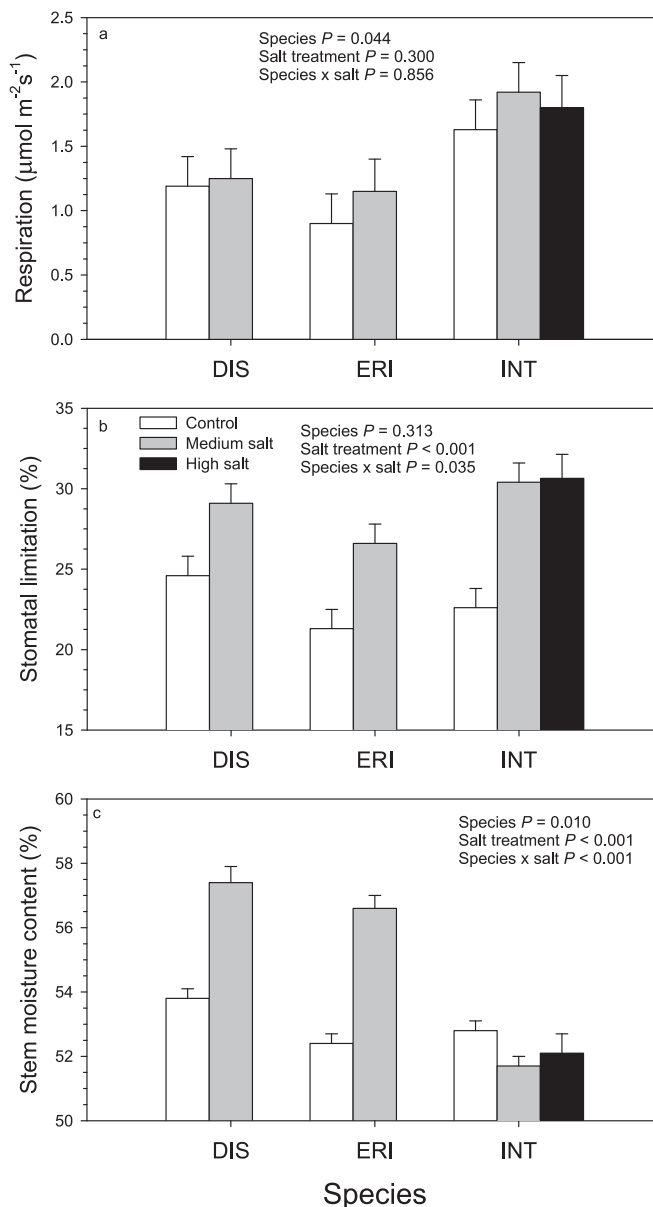 a
Species P = 0.044
Salt treatment P = 0.300
Species x salt P = 0.856
Respiration (μmol m⁻²s⁻¹)
2.5
2.0
1.5
1.0
0.5
0.0
DIS ERI INT
b
Control
Medium salt
High salt
Species P = 0.313
Salt treatment P < 0.001
Species x salt P = 0.035
Stomatal limitation (%)
35
30
25
20
15
DIS ERI INT
c
Species P = 0.010
Salt treatment P < 0.001
Species x salt P < 0.001
Stem moisture content (%)
60
58
56
54
52
50
DIS ERI INT
Species